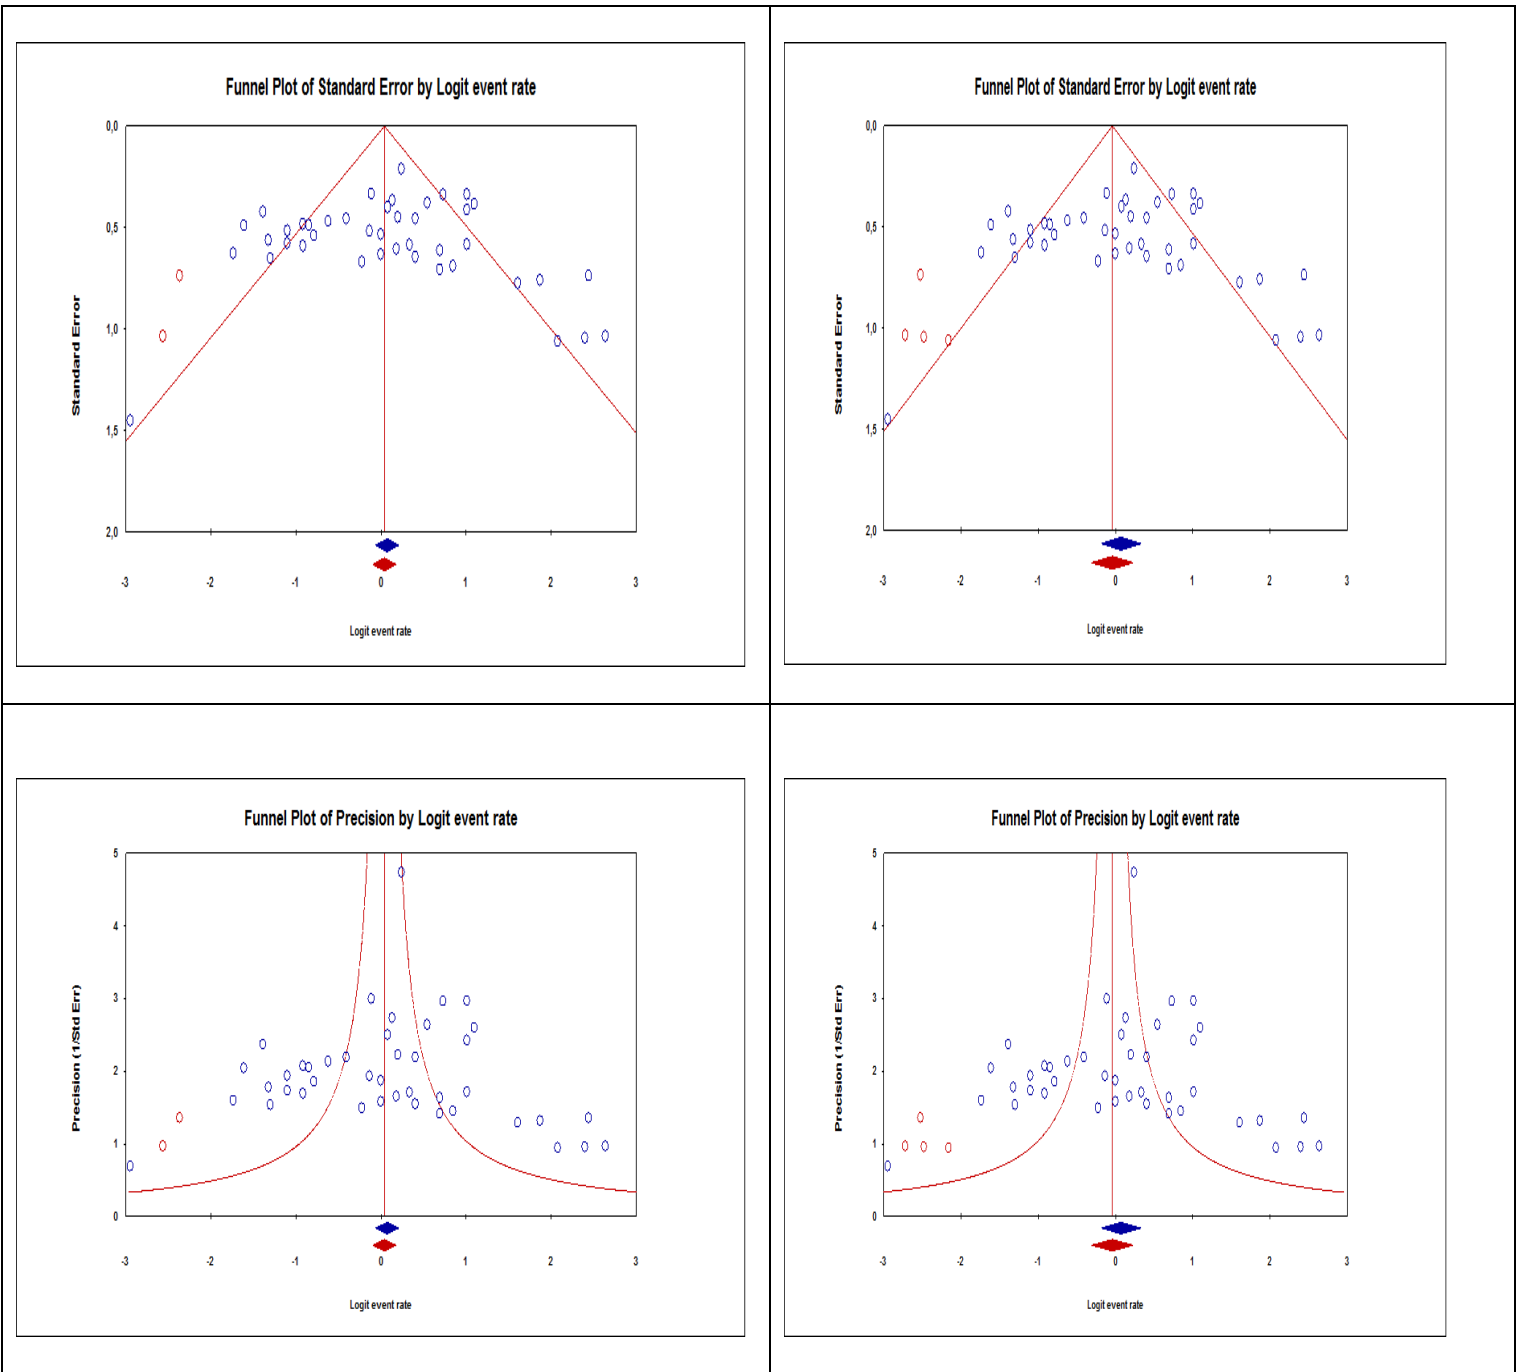 Funnel Plot of Standard Error by Logit event rate
0,0
0,5
1,0
1,5
2,0
Standard Error
-3 -2 -1 0 1 2 3
Logit event rate
Funnel Plot of Standard Error by Logit event rate
0,0
0,5
1,0
1,5
2,0
Standard Error
-3 -2 -1 0 1 2 3
Logit event rate
Funnel Plot of Precision by Logit event rate
5
4
3
2
1
0
Precision (1/Std Err)
-3 -2 -1 0 1 2 3
Logit event rate
Funnel Plot of Precision by Logit event rate
5
4
3
2
1
0
Precision (1/Std Err)
-3 -2 -1 0 1 2 3
Logit event rate